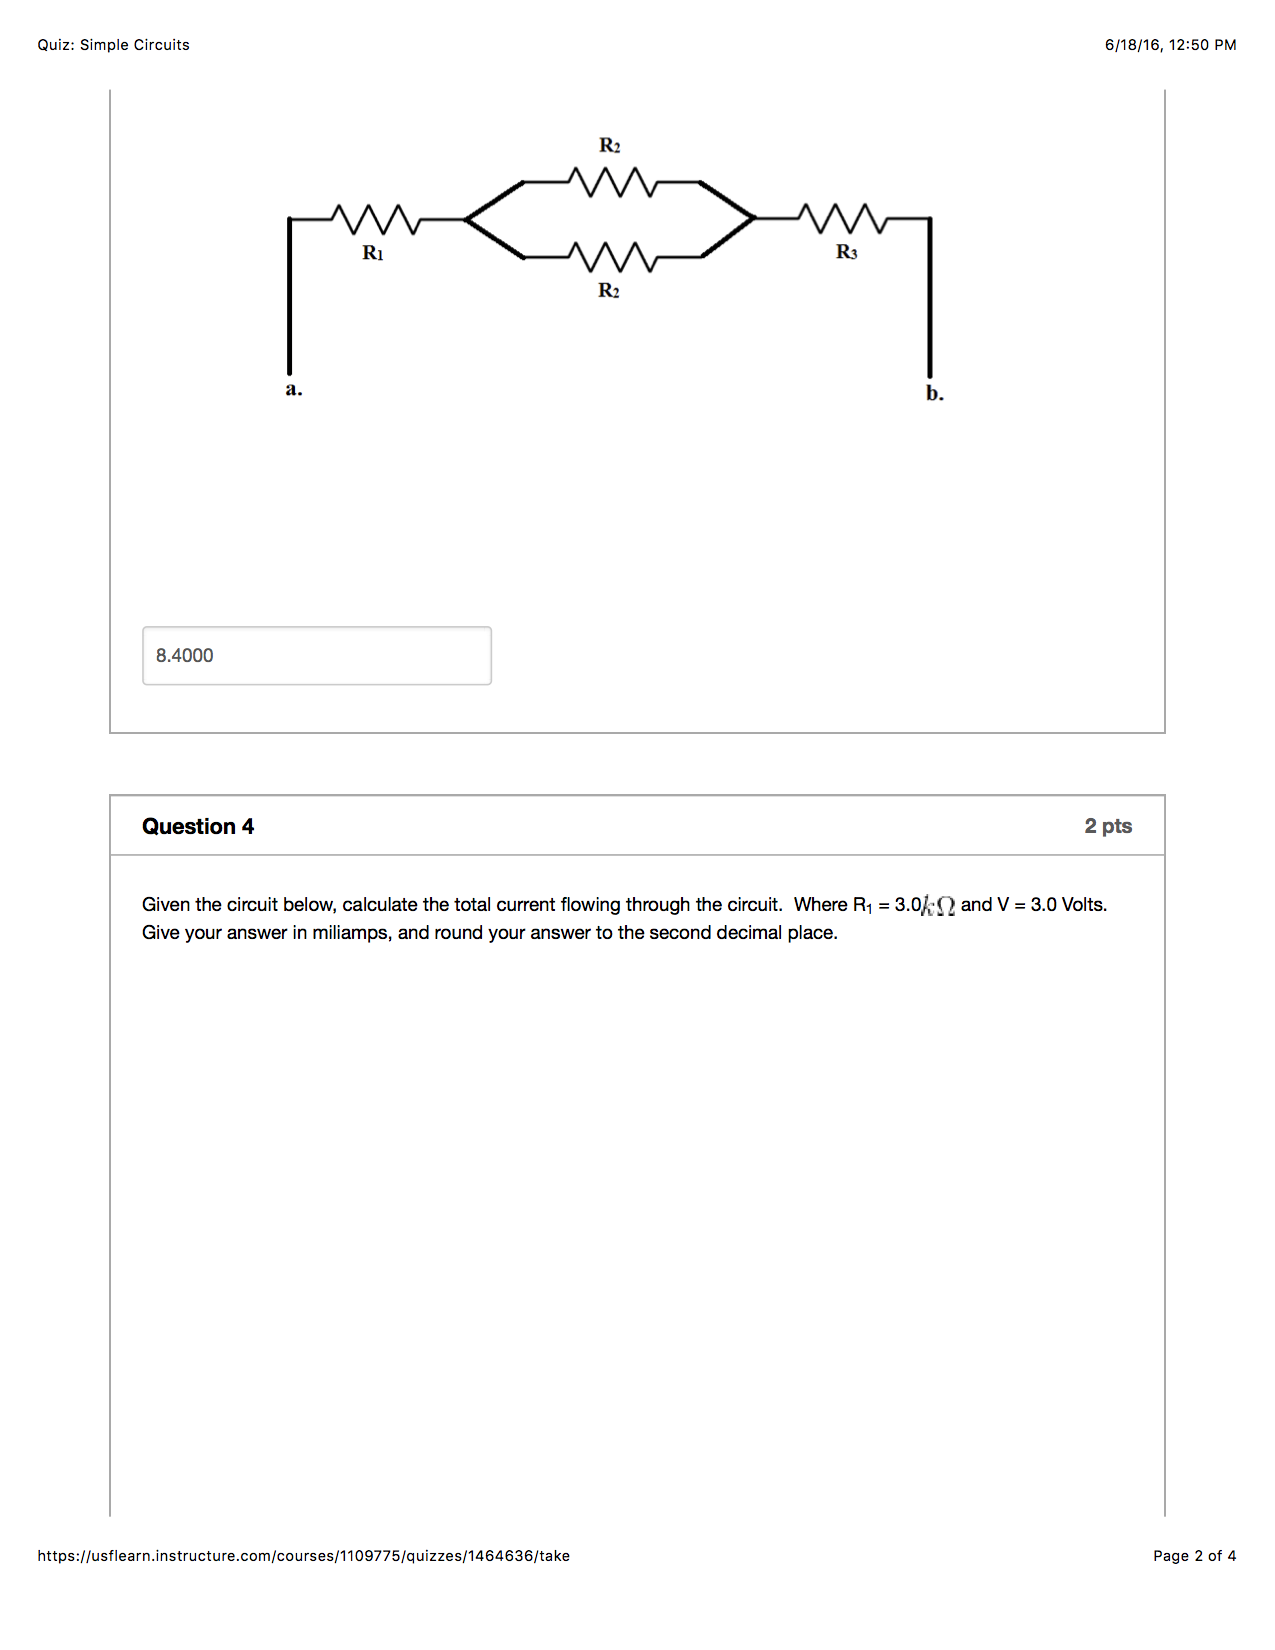 Quiz: Simple Circuits 6/18/16, 12:50 PM
R2
R1
R3
R2
a.
b.
8.4000
Question 4 2 pts
Given the circuit below, calculate the total current flowing through the circuit.  Where R₁ = 3.0kΩ and V = 3.0 Volts.
Give your answer in miliamps, and round your answer to the second decimal place.
https://usflearn.instructure.com/courses/1109775/quizzes/1464636/take Page 2 of 4